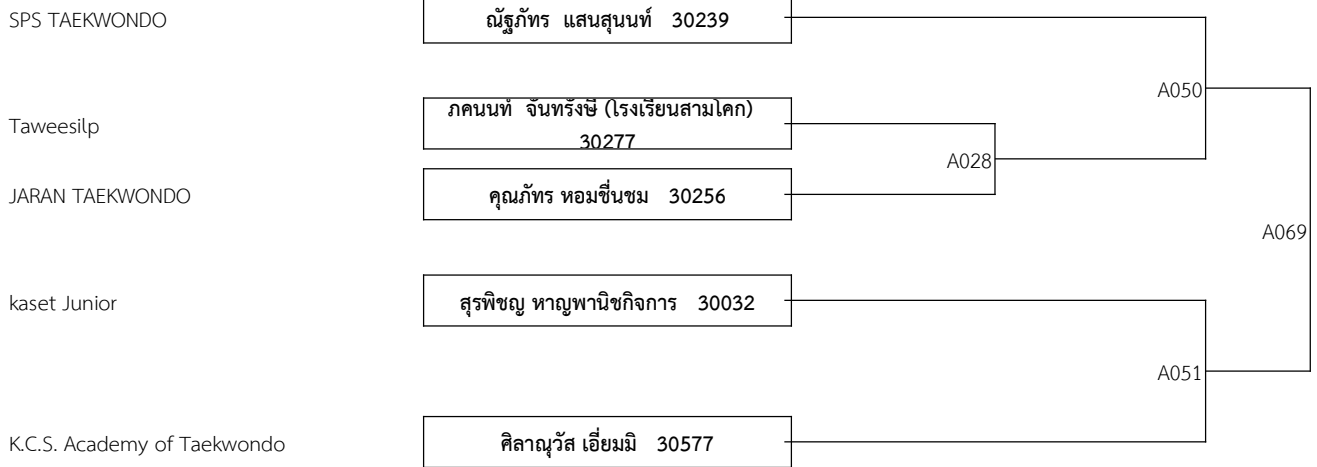 SPS TAEKWONDO
ณัฐภัทร แสนสุนนท์ 30239
A050
Taweesilp
ภคนนท์ จันทรังษี (โรงเรียนสามโคก)
30277
A028
JARAN TAEKWONDO
คุณภัทร หอมชื่นชม 30256
A069
kaset Junior
สุรพิชญ หาญพานิชกิจการ 30032
A051
K.C.S. Academy of Taekwondo
ศิลาณุวัส เอี่ยมมิ 30577